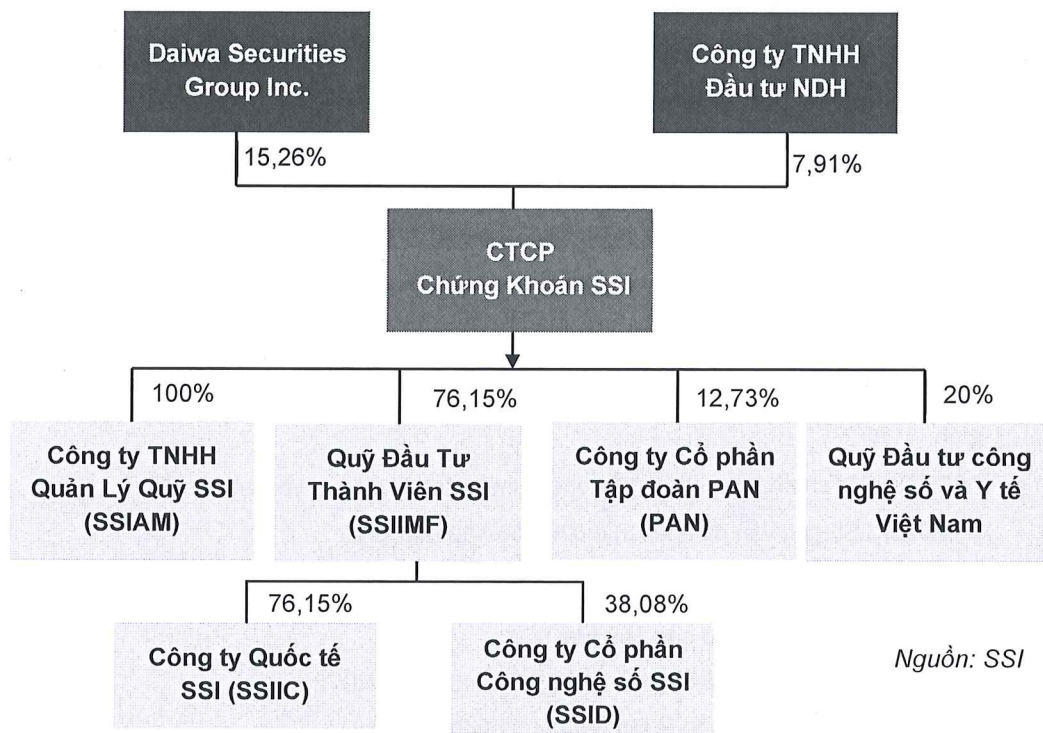 Daiwa Securities
Group Inc.
Công ty TNHH
Đầu tư NDH
15,26%
7,91%
CTCP
Chứng Khoán SSI
100%
76,15%
12,73%
20%
Công ty TNHH
Quản Lý Quỹ SSI
(SSIAM)
Quỹ Đầu Tư
Thành Viên SSI
(SSIIMF)
Công ty Cổ phần
Tập đoàn PAN
(PAN)
Quỹ Đầu tư công
nghệ số và Y tế
Việt Nam
76,15%
38,08%
Công ty Quốc tế
SSI (SSIIC)
Công ty Cổ phần
Công nghệ số SSI
(SSID)
Nguồn: SSI